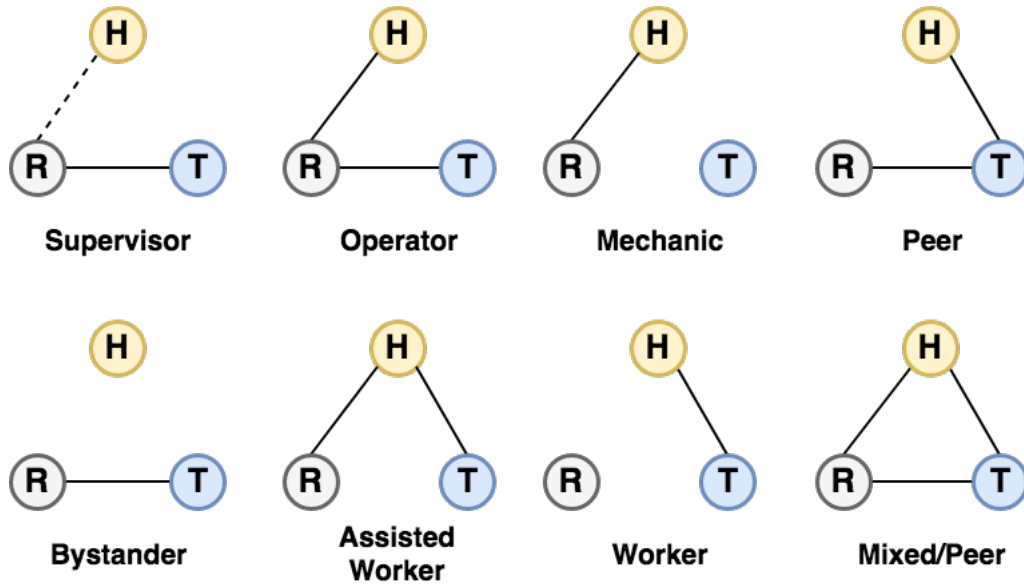 H
H
H
H
R
T
R
T
R
T
R
T
Supervisor
Operator
Mechanic
Peer
H
H
H
H
R
T
R
T
R
T
R
T
Bystander
Assisted
Worker
Worker
Mixed/Peer